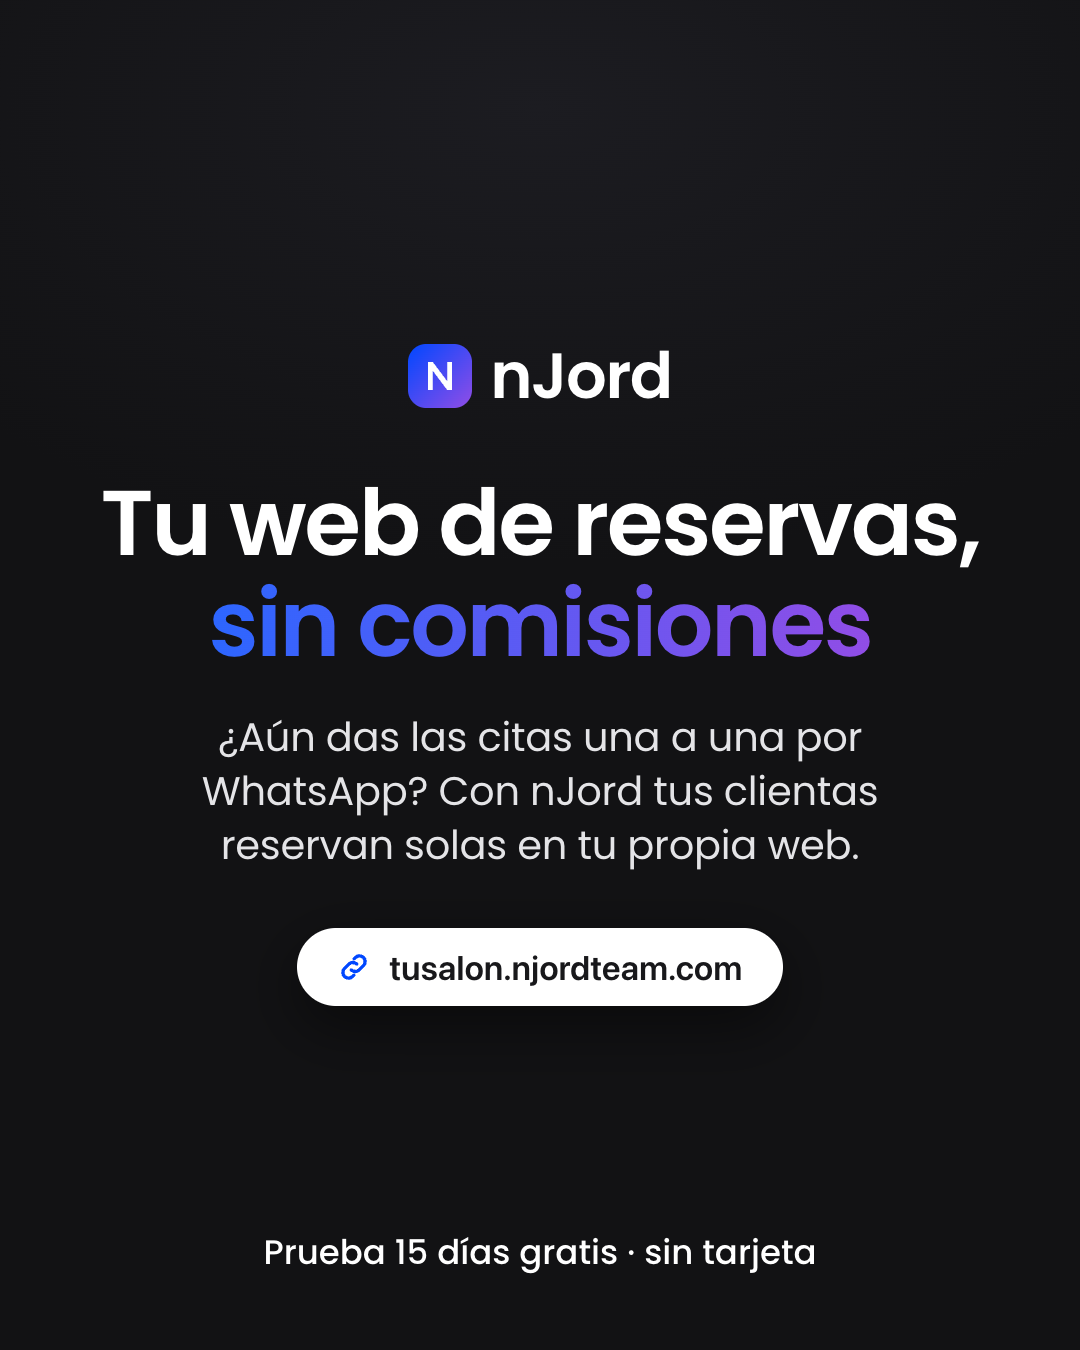 N nJord
Tu web de reservas,
sin comisiones
¿Aún das las citas una a una por
WhatsApp? Con nJord tus clientas
reservan solas en tu propia web.
tusalon.njordteam.com
Prueba 15 días gratis · sin tarjeta